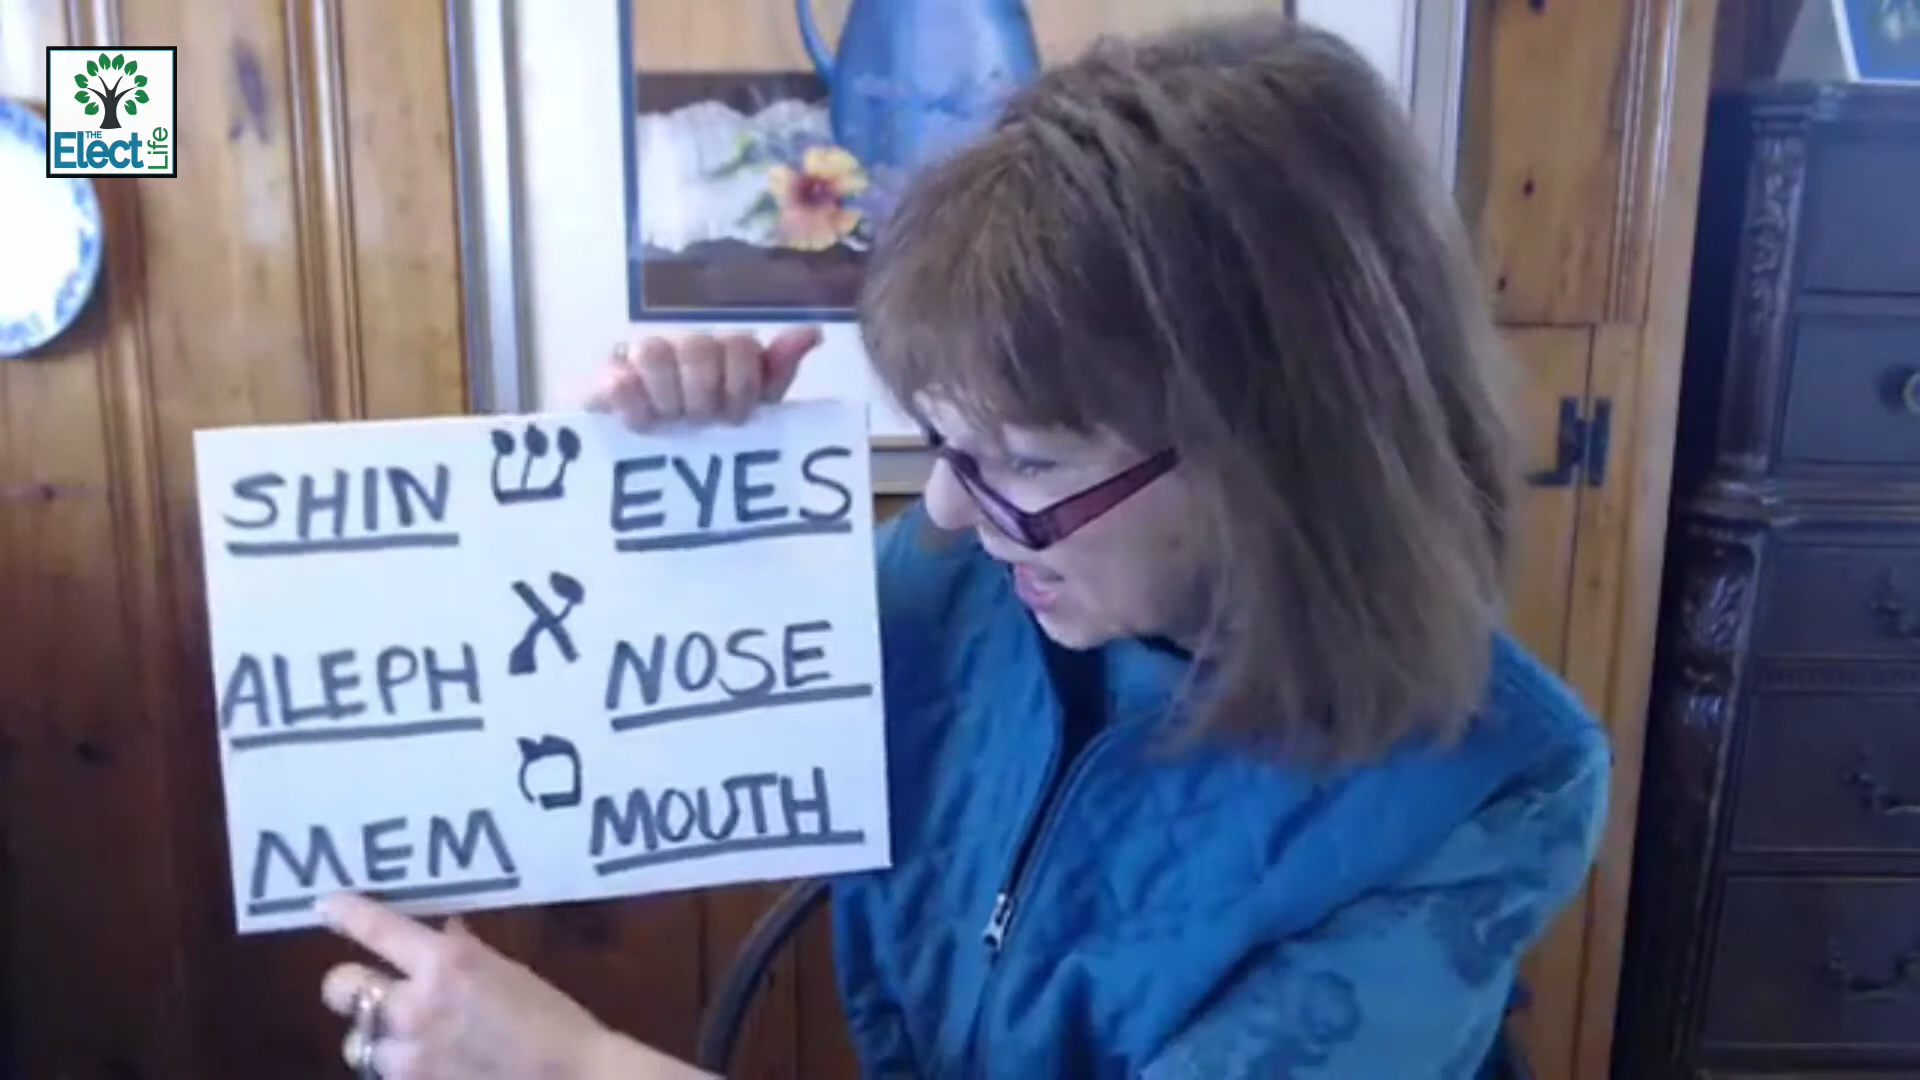 THE
Elect Life
SHIN ש EYES
ALEPH א NOSE
MEM מ MOUTH